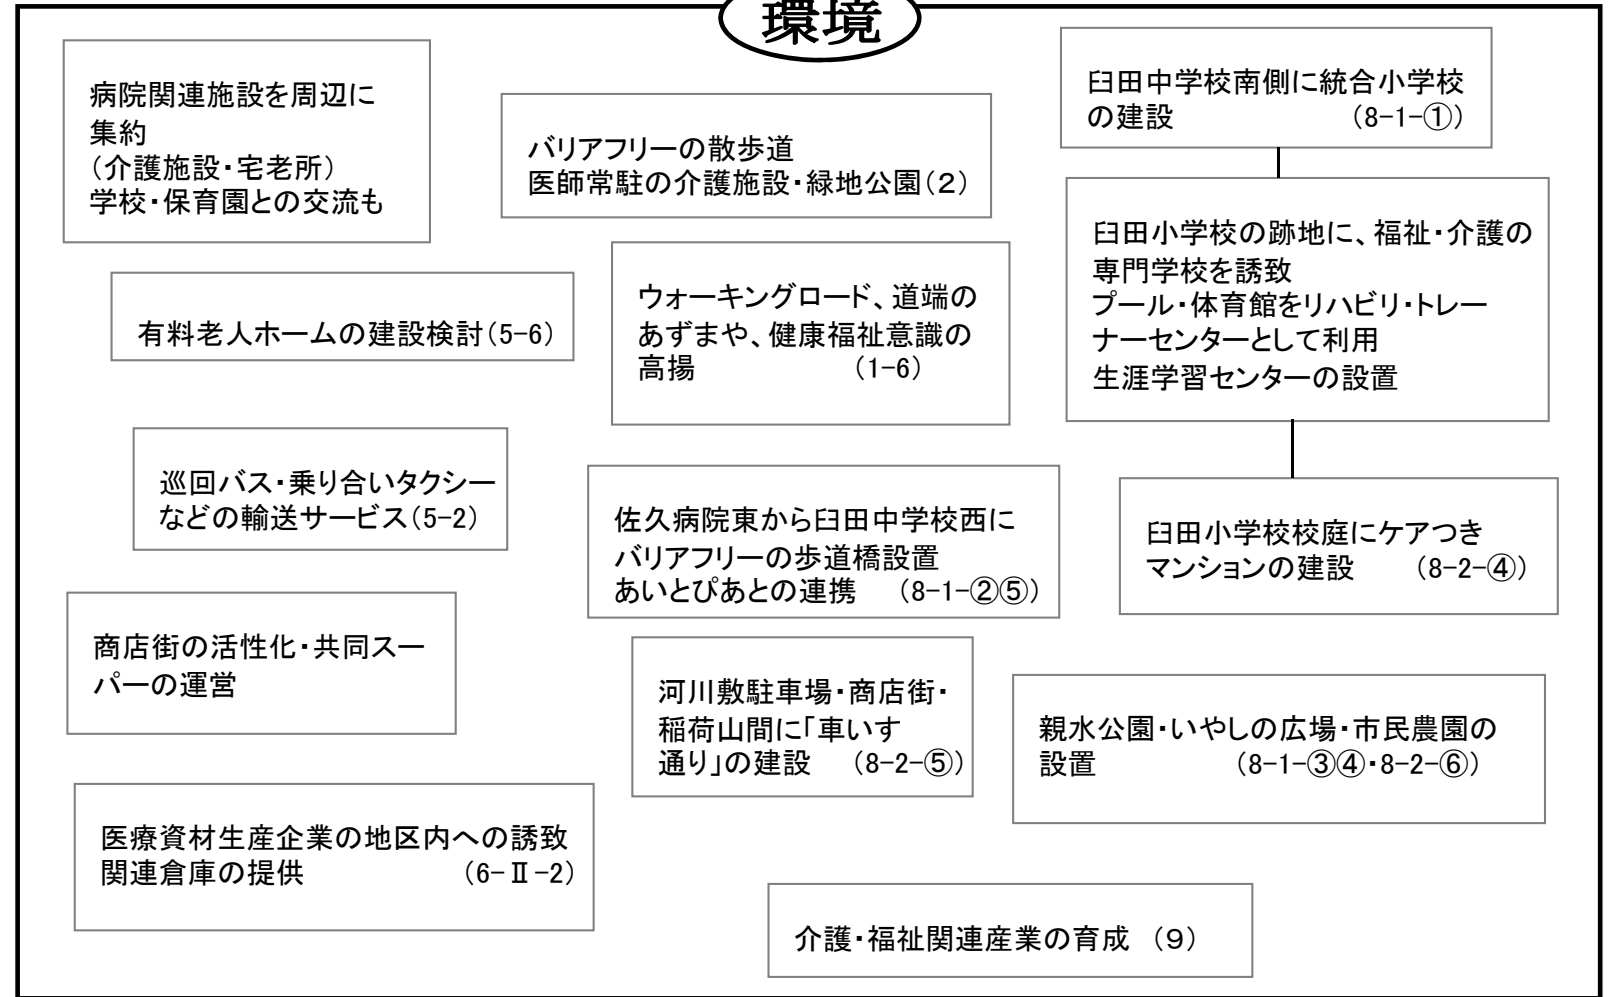 環境
病院関連施設を周辺に
集約
(介護施設・宅老所)
学校・保育園との交流も
バリアフリーの散歩道
医師常駐の介護施設・緑地公園(2)
臼田中学校南側に統合小学校
の建設 (8-1-①)
臼田小学校の跡地に、福祉・介護の
専門学校を誘致
プール・体育館をリハビリ・トレー
ナーセンターとして利用
生涯学習センターの設置
有料老人ホームの建設検討(5-6)
ウォーキングロード、道端の
あずまや、健康福祉意識の
高揚 (1-6)
巡回バス・乗り合いタクシー
などの輸送サービス(5-2)
佐久病院東から臼田中学校西に
バリアフリーの歩道橋設置
あいとぴあとの連携 (8-1-②⑤)
臼田小学校校庭にケアつき
マンションの建設 (8-2-④)
商店街の活性化・共同スー
パーの運営
河川敷駐車場・商店街・
稲荷山間に「車いす
通り」の建設 (8-2-⑤)
親水公園・いやしの広場・市民農園の
設置 (8-1-③④・8-2-⑥)
医療資材生産企業の地区内への誘致
関連倉庫の提供 (6-Ⅱ-2)
介護・福祉関連産業の育成 (9)